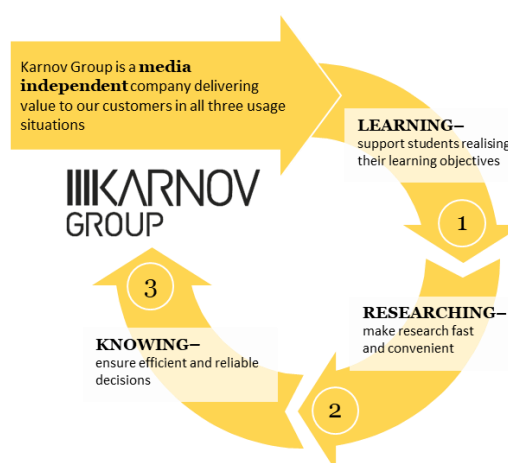 Karnov Group is a media
independent company delivering
value to our customers in all three usage
situations
LEARNING–
support students realising
their learning objectives
KARNOV
GROUP
1
3
RESEARCHING–
make research fast
and convenient
KNOWING–
ensure efficient and reliable
decisions
2